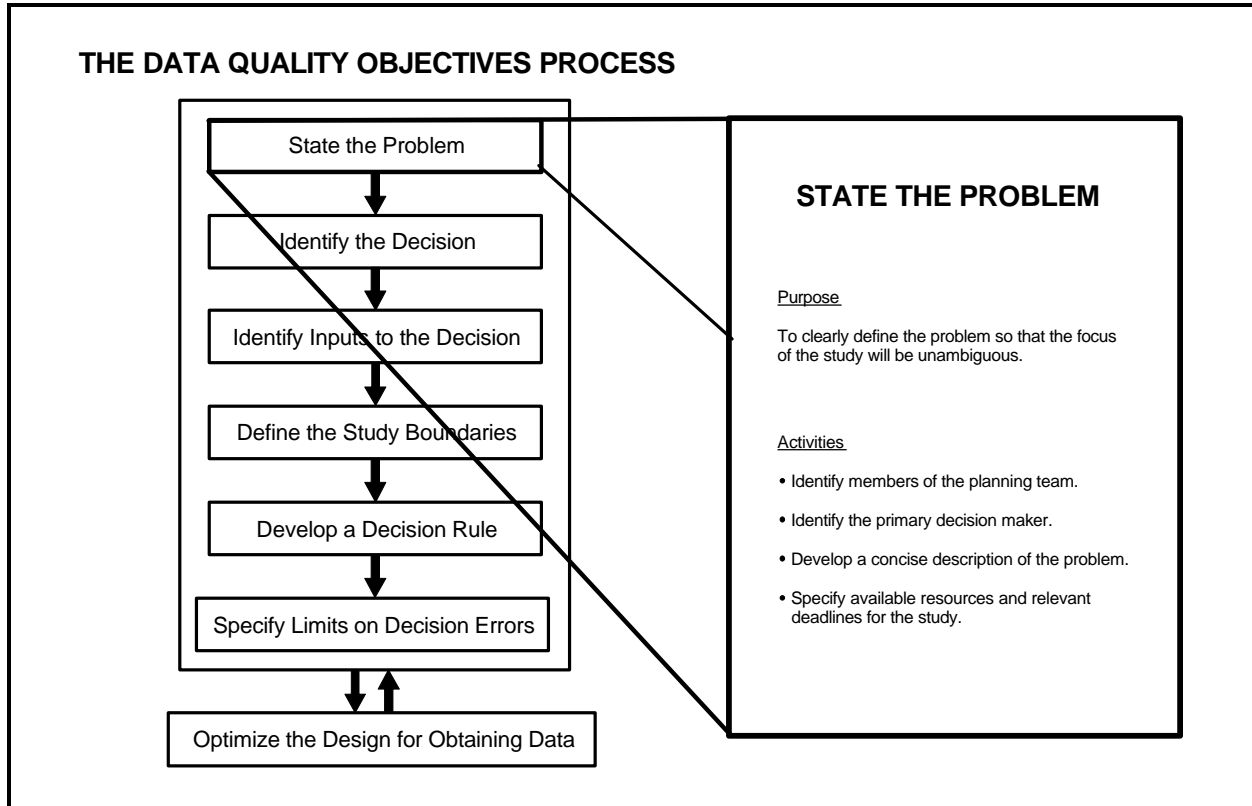 THE DATA QUALITY OBJECTIVES PROCESS
State the Problem
Identify the Decision
Identify Inputs to the Decision
Define the Study Boundaries
Develop a Decision Rule
Specify Limits on Decision Errors
Optimize the Design for Obtaining Data
STATE THE PROBLEM
Purpose
To clearly define the problem so that the focus
of the study will be unambiguous.
Activities
• Identify members of the planning team.
• Identify the primary decision maker.
• Develop a concise description of the problem.
• Specify available resources and relevant
deadlines for the study.